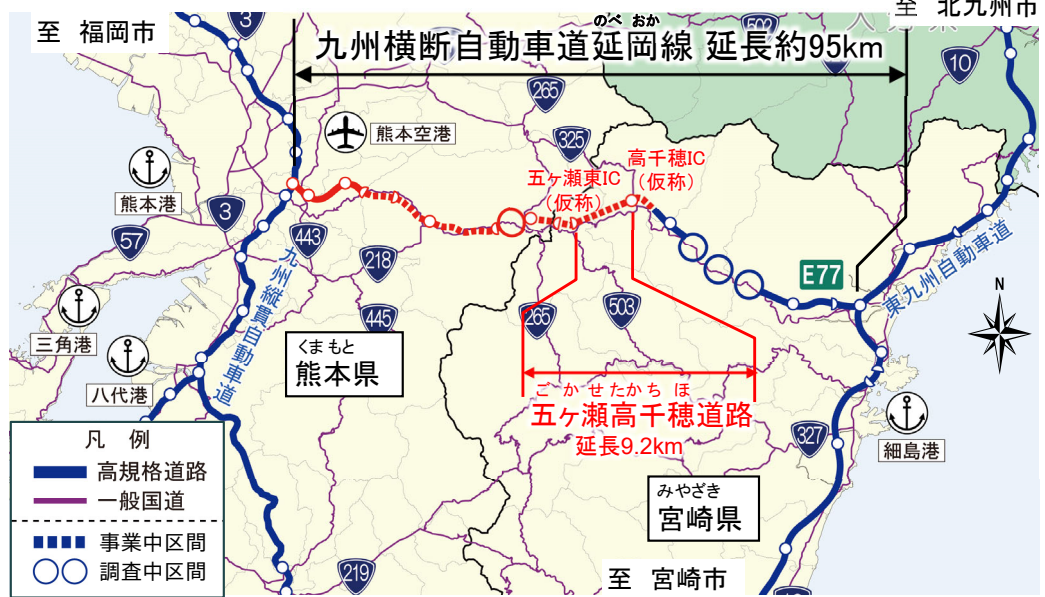 至 北九州市
至 福岡市
3
502
のべ おか
九州横断自動車道延岡線 延長約95km
10
265
熊本空港
325
高千穂IC
(仮称)
五ヶ瀬東IC
(仮称)
熊本港
3
443
57
218
E77
九州縦貫自動車道
東九州自動車道
N
445
265
503
三角港
くまもと
熊本県
八代港
ごかせたかちほ
五ヶ瀬高千穂道路
延長9.2km
327
細島港
凡 例
高規格道路
一般国道
事業中区間
調査中区間
みやざき
宮崎県
219
至 宮崎市